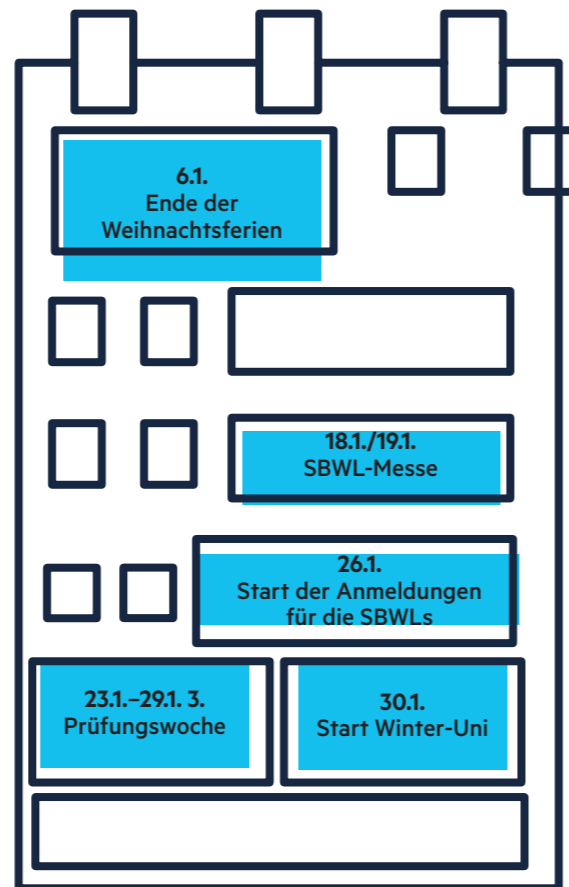 6.1.
Ende der
Weihnachtsferien
18.1./19.1.
SBWL-Messe
26.1.
Start der Anmeldungen
für die SBWLs
23.1.–29.1. 3.
Prüfungswoche
30.1.
Start Winter-Uni